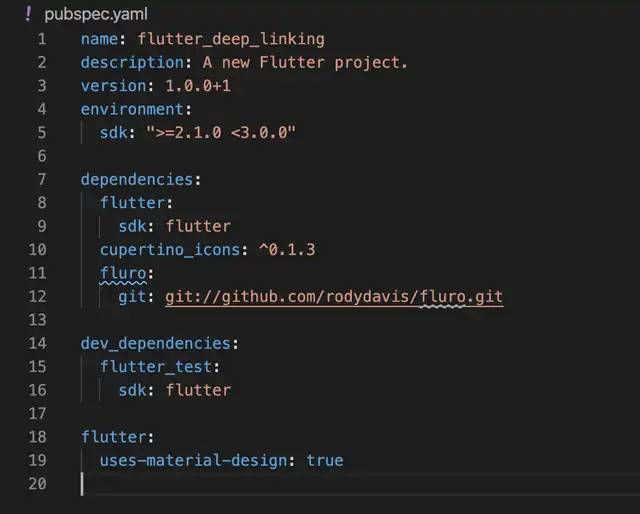 ! pubspec.yaml
1 name: flutter_deep_linking
2 description: A new Flutter project.
3 version: 1.0.0+1
4 environment:
5   sdk: ">=2.1.0 <3.0.0"
6
7 dependencies:
8   flutter:
9     sdk: flutter
10   cupertino_icons: ^0.1.3
11   fluro:
12     git: git://github.com/rodydavis/fluro.git
13
14 dev_dependencies:
15   flutter_test:
16     sdk: flutter
17
18 flutter:
19   uses-material-design: true
20